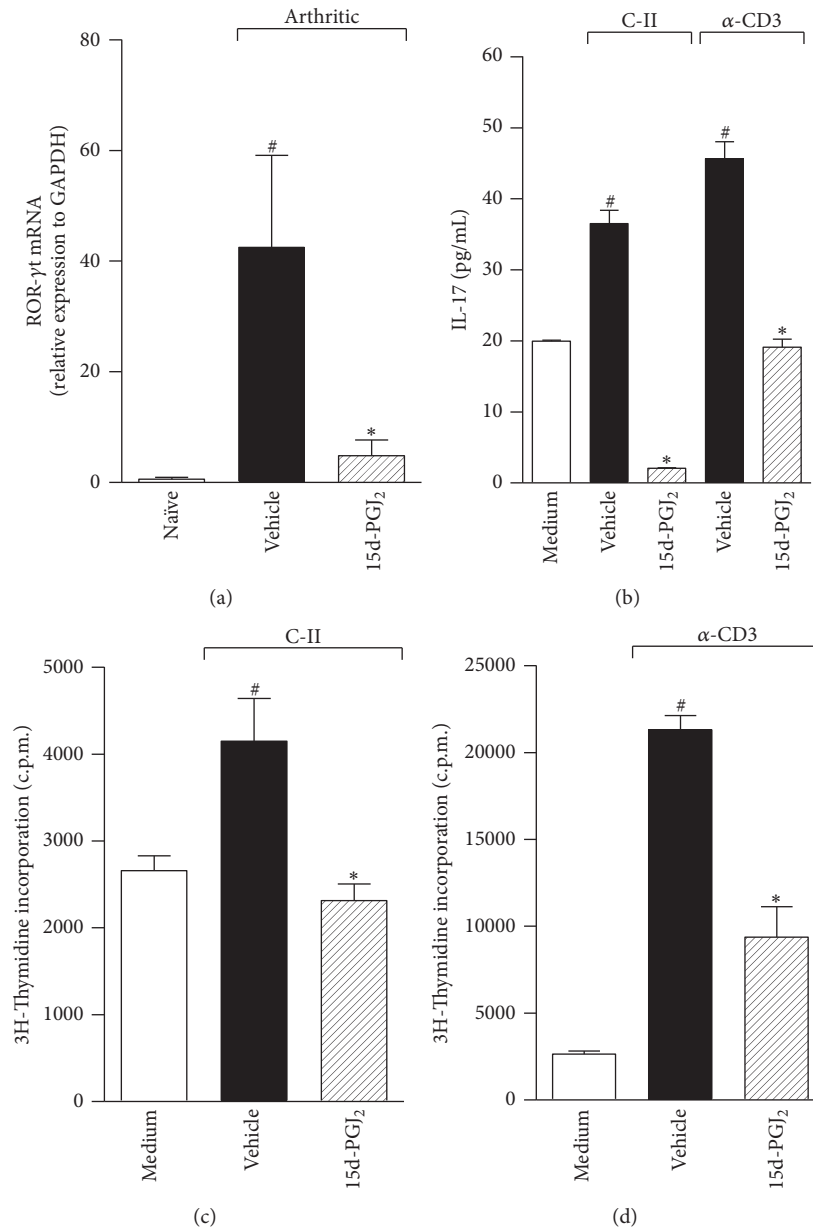 Arthritic
80
60
40
20
0
ROR-γt mRNA
(relative expression to GAPDH)
#
*
Naïve
Vehicle
15d-PGJ₂
(a)
C-II
α-CD3
60
50
40
30
20
10
0
IL-17 (pg/mL)
#
*
#
*
Medium
Vehicle
15d-PGJ₂
Vehicle
15d-PGJ₂
(b)
C-II
5000
4000
3000
2000
1000
0
3H-Thymidine incorporation (c.p.m.)
#
*
Medium
Vehicle
15d-PGJ₂
(c)
α-CD3
25000
20000
15000
10000
5000
0
3H-Thymidine incorporation (c.p.m.)
#
*
Medium
Vehicle
15d-PGJ₂
(d)